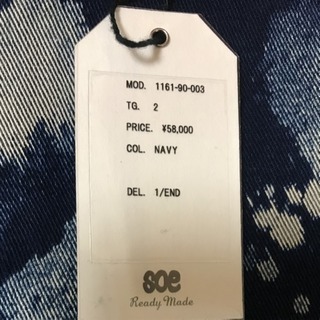 MOD. 1161-90-003
TG. 2
PRICE. ¥58,000
COL. NAVY
DEL. 1/END
soe
Ready Made